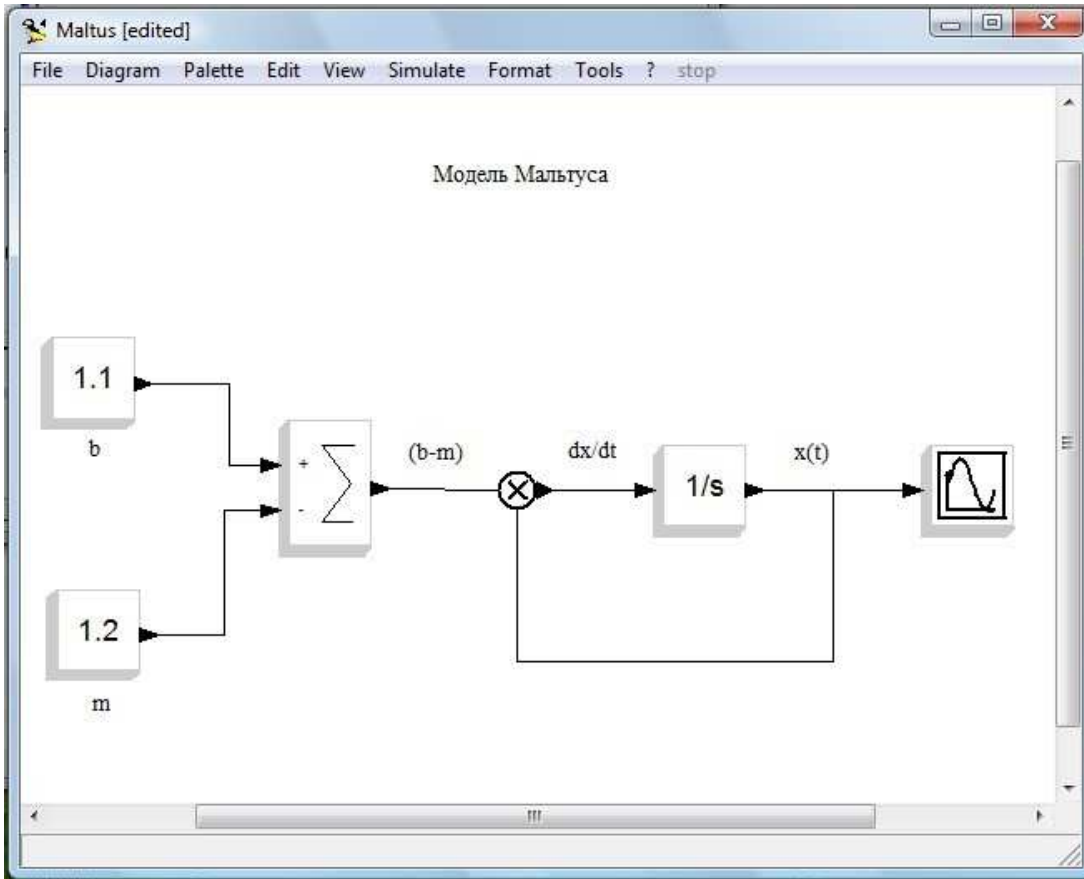 Maltus [edited]
File Diagram Palette Edit View Simulate Format Tools ? stop
Модель Мальтуса
1.1
b
+
-
(b-m)
dx/dt
1/s
x(t)
1.2
m